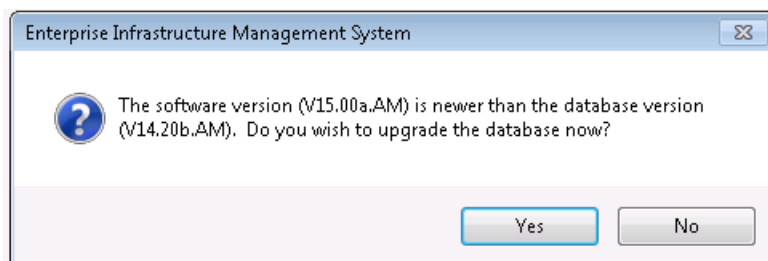 Enterprise Infrastructure Management System
The software version (V15.00a.AM) is newer than the database version
(V14.20b.AM).  Do you wish to upgrade the database now?
Yes No